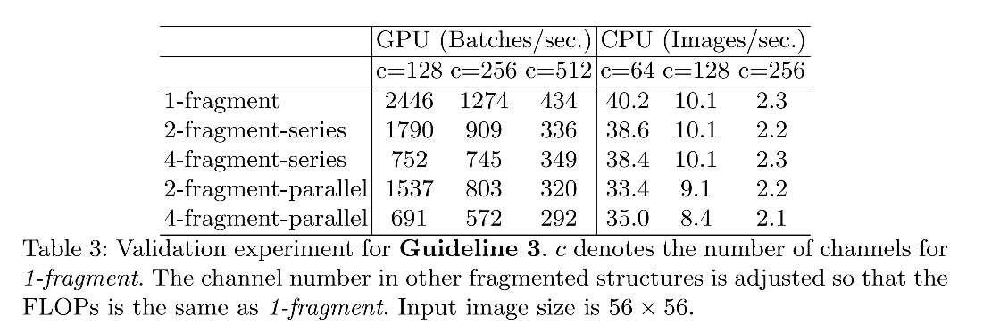 GPU (Batches/sec.) CPU (Images/sec.)
c=128 c=256 c=512 c=64 c=128 c=256
1-fragment 2446 1274 434 40.2 10.1 2.3
2-fragment-series 1790 909 336 38.6 10.1 2.2
4-fragment-series 752 745 349 38.4 10.1 2.3
2-fragment-parallel 1537 803 320 33.4 9.1 2.2
4-fragment-parallel 691 572 292 35.0 8.4 2.1
Table 3: Validation experiment for Guideline 3. c denotes the number of channels for
1-fragment. The channel number in other fragmented structures is adjusted so that the
FLOPs is the same as 1-fragment. Input image size is 56 × 56.